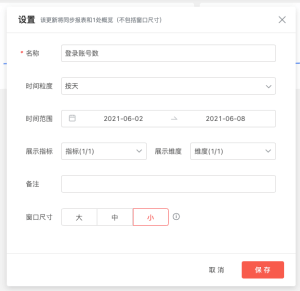 设置 该更新将同步报表和1处概览（不包括窗口尺寸）
* 名称 登录账号数
时间粒度 按天
时间范围 2021-06-02 → 2021-06-08
展示指标 指标(1/1) 展示维度 维度(1/1)
备注
窗口尺寸 大 中 小
取消 保存